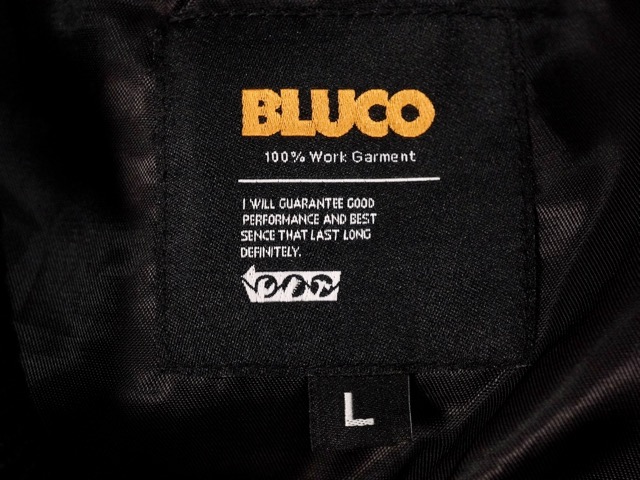 BLUCO
100% Work Garment
I WILL GUARANTEE GOOD
PERFORMANCE AND BEST
SENCE THAT LAST LONG
DEFINITELY.
L